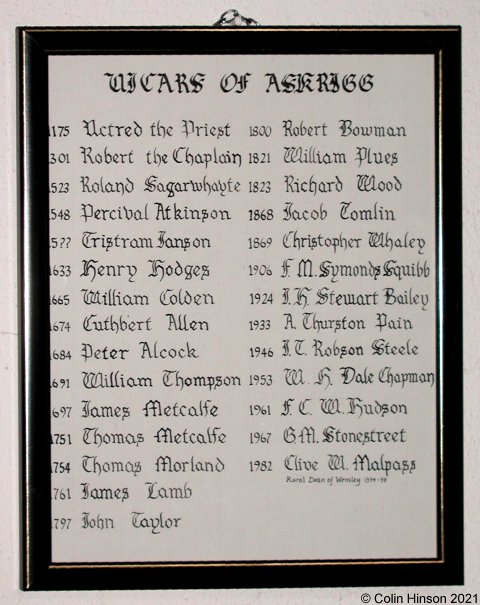 VICARS OF ASKRIGG
1175 Uctred the Priest
1301 Robert the Chaplain
1523 Roland Sagarwhayte
1548 Percival Atkinson
15?? Tristram Janson
1633 Henry Hodges
1665 William Colden
1674 Cuthbert Allen
1684 Peter Alcock
1691 William Thompson
1697 James Metcalfe
1751 Thomas Metcalfe
1754 Thomas Morland
1761 James Lamb
1797 John Taylor
1800 Robert Bowman
1821 William Plues
1823 Richard Wood
1868 Jacob Tomlin
1869 Christopher Whaley
1906 F. M. Symonds Squibb
1924 J. H. Stewart Bailey
1933 A. Thurston Pain
1946 J. T. Robson Steele
1953 W. H. Dale Chapman
1961 F. C. W. Hudson
1967 G. M. Stonestreet
1982 Clive W. Malpass
Rural Dean of Wensley
© Colin Hinson 2021